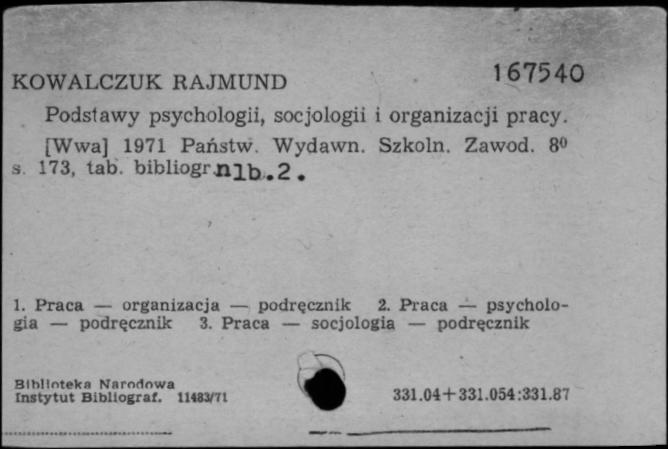 167540
KOWALCZUK RAJMUND
Podstawy psychologii, socjologii i organizacji pracy.
[Wwa] 1971 Państw. Wydawn. Szkoln. Zawod. 8⁰
s. 173, tab. bibliogr. nlb. 2.
1. Praca — organizacja — podręcznik 2. Praca — psycholo-
gia — podręcznik 3. Praca — socjologia — podręcznik
Biblioteka Narodowa
Instytut Bibliograf. 11483/71
331.04+331.054:331.87